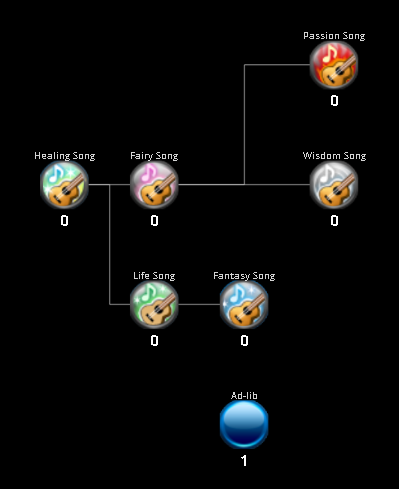 Passion Song
0
Healing Song
Fairy Song
Wisdom Song
0
0
0
Life Song
Fantasy Song
0
0
Ad-lib
1